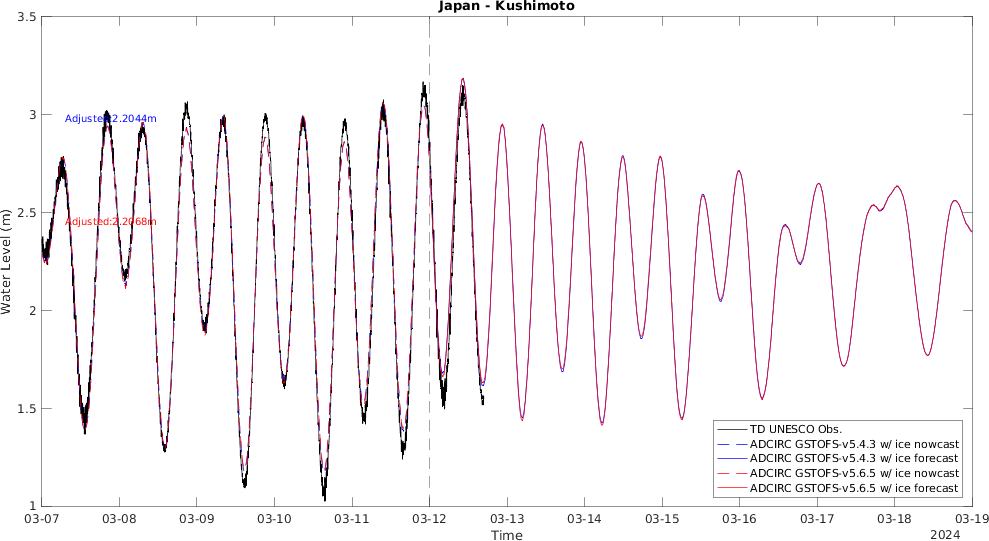 Japan - Kushimoto
3.5
3
2.5
2
1.5
1
Water Level (m)
Adjusted:2.2044m
Adjusted:2.2068m
TD UNESCO Obs.
ADCIRC GSTOFS-v5.4.3 w/ ice nowcast
ADCIRC GSTOFS-v5.4.3 w/ ice forecast
ADCIRC GSTOFS-v5.6.5 w/ ice nowcast
ADCIRC GSTOFS-v5.6.5 w/ ice forecast
03-07 03-08 03-09 03-10 03-11 03-12 03-13 03-14 03-15 03-16 03-17 03-18 03-19
Time
2024